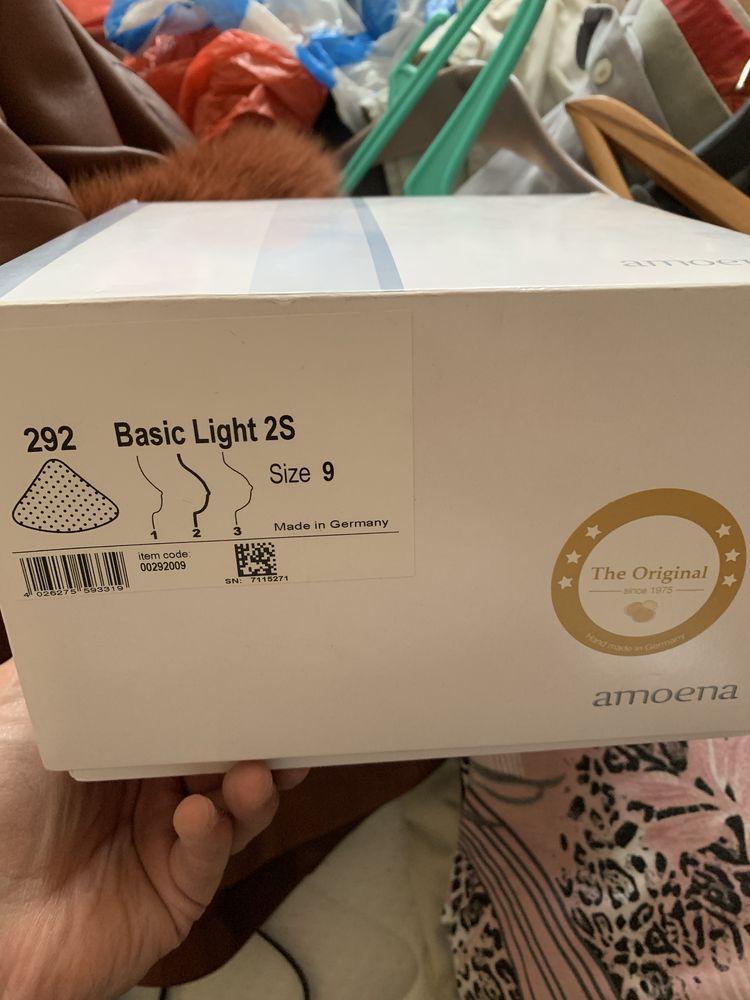 amoena
292 Basic Light 2S
Size 9
1 2 3
Made in Germany
item code:
00292009
4 026275 593319
SN: 7115271
The Original
since 1975
Hand made in Germany
amoena